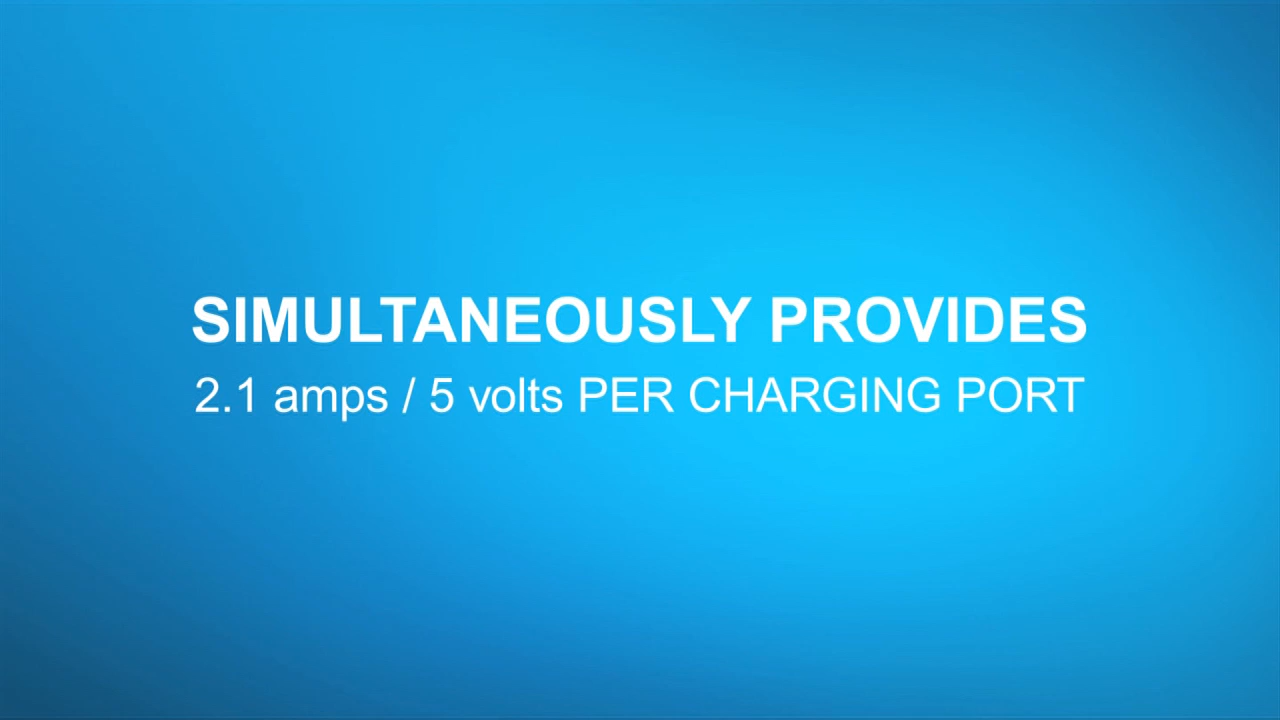 SIMULTANEOUSLY PROVIDES
2.1 amps / 5 volts PER CHARGING PORT